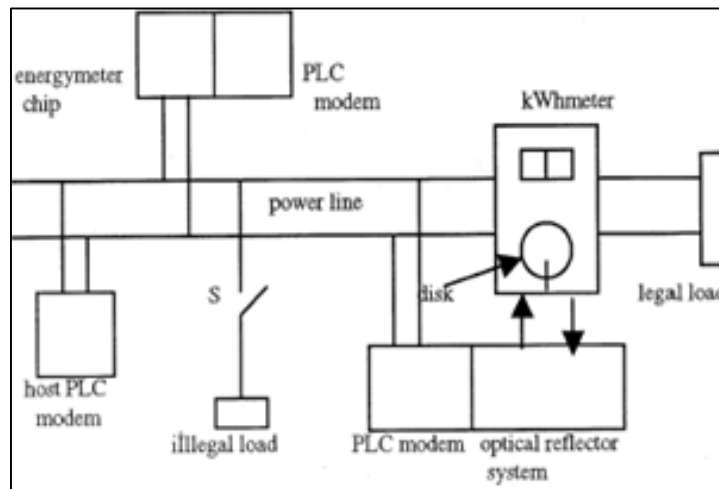 energymeter
chip
PLC
modem
kWhmeter
power line
S
disk
legal load
host PLC
modem
illlegal load
PLC modem
optical reflector
system